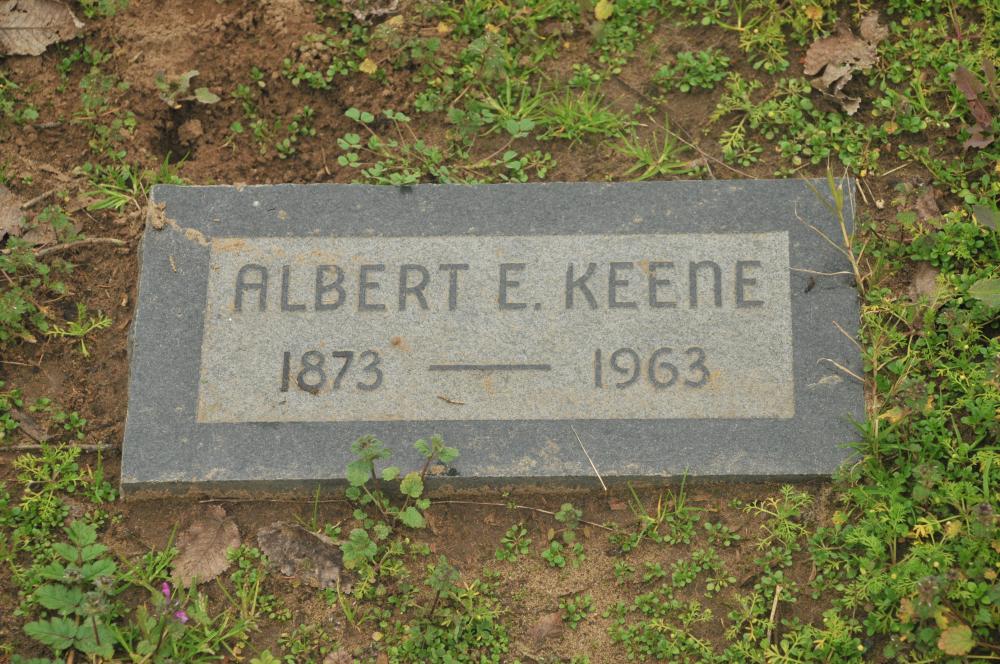 ALBERT E. KEENE
1873 — 1963